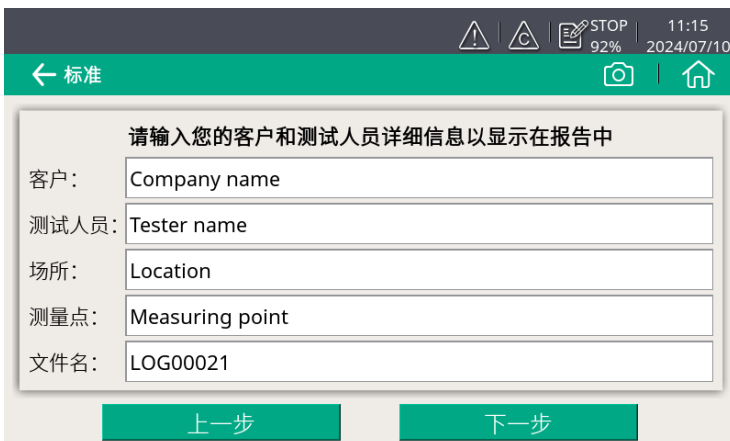 STOP 11:15
92% 2024/07/10
标准
请输入您的客户和测试人员详细信息以显示在报告中
客户： Company name
测试人员： Tester name
场所： Location
测量点： Measuring point
文件名： LOG00021
上一步 下一步